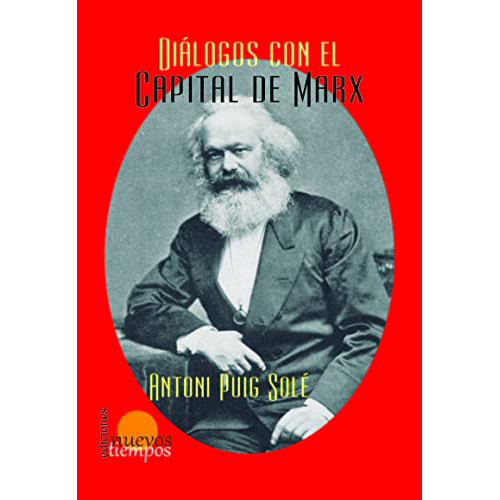 DIÁLOGOS CON EL
CAPITAL DE MARX
ANTONI PUIG SOLÉ
ediciones
nuevos
tiempos